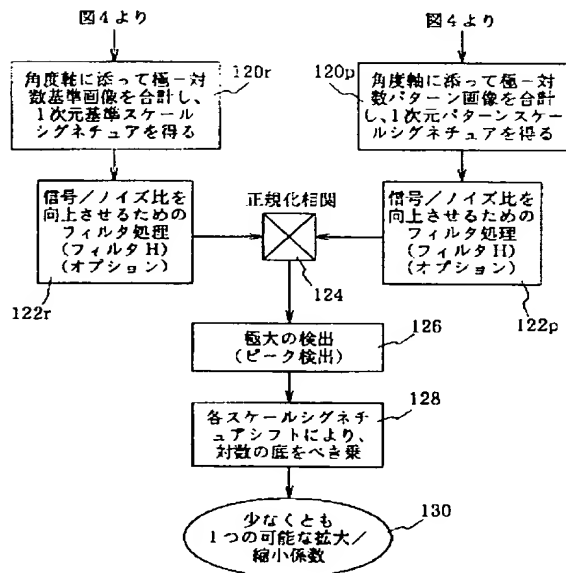 図4より
図4より
120r
120p
角度軸に添って極-対
数基準画像を合計し、
1次元基準スケール
シグネチュアを得る
角度軸に添って極-対
数パターン画像を合計
し、1次元パターンスケ
ールシグネチュアを得る
信号/ノイズ比を
向上させるための
フィルタ処理
(フィルタH)
(オプション)
122r
正規化相関
124
信号/ノイズ比を
向上させるための
フィルタ処理
(フィルタH)
(オプション)
122p
極大の検出
(ピーク検出)
126
各スケールシグネチ
ュアシフトにより、
対数の底をべき乗
128
少なくとも
1つの可能な拡大/
縮小係数
130